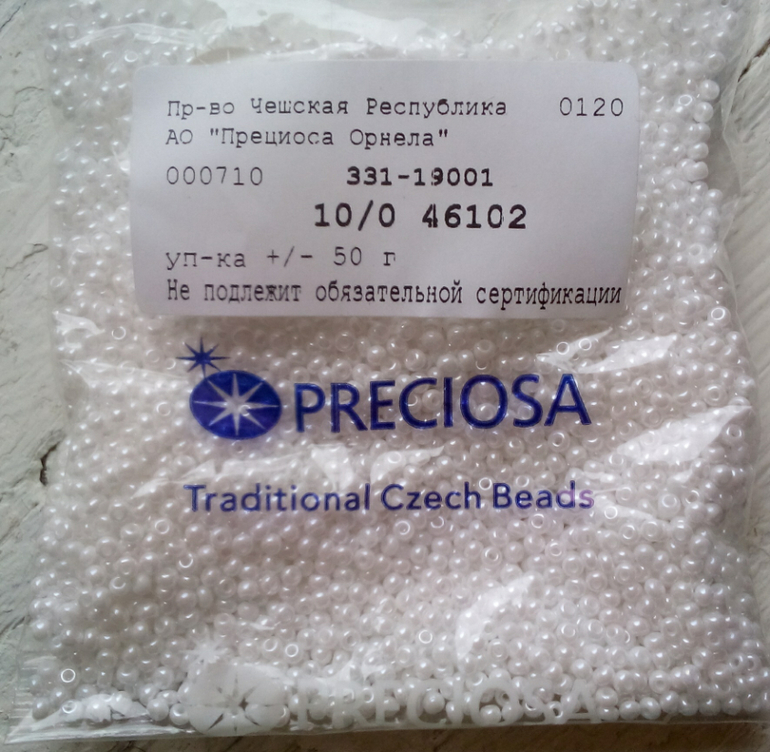 Пр-во Чешская Республика 0120
АО "Прециоса Орнела"
000710 331-19001
10/0 46102
уп-ка +/- 50 г
Не подлежит обязательной сертификации
PRECIOSA
Traditional Czech Beads
PRECIOSA